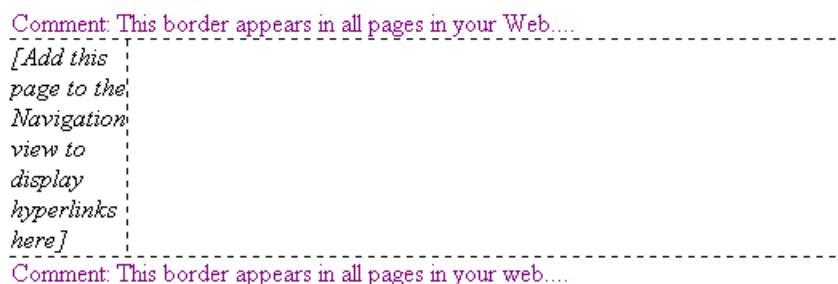 Comment: This border appears in all pages in your Web....
[Add this
page to the
Navigation
view to
display
hyperlinks
here]
Comment: This border appears in all pages in your web....